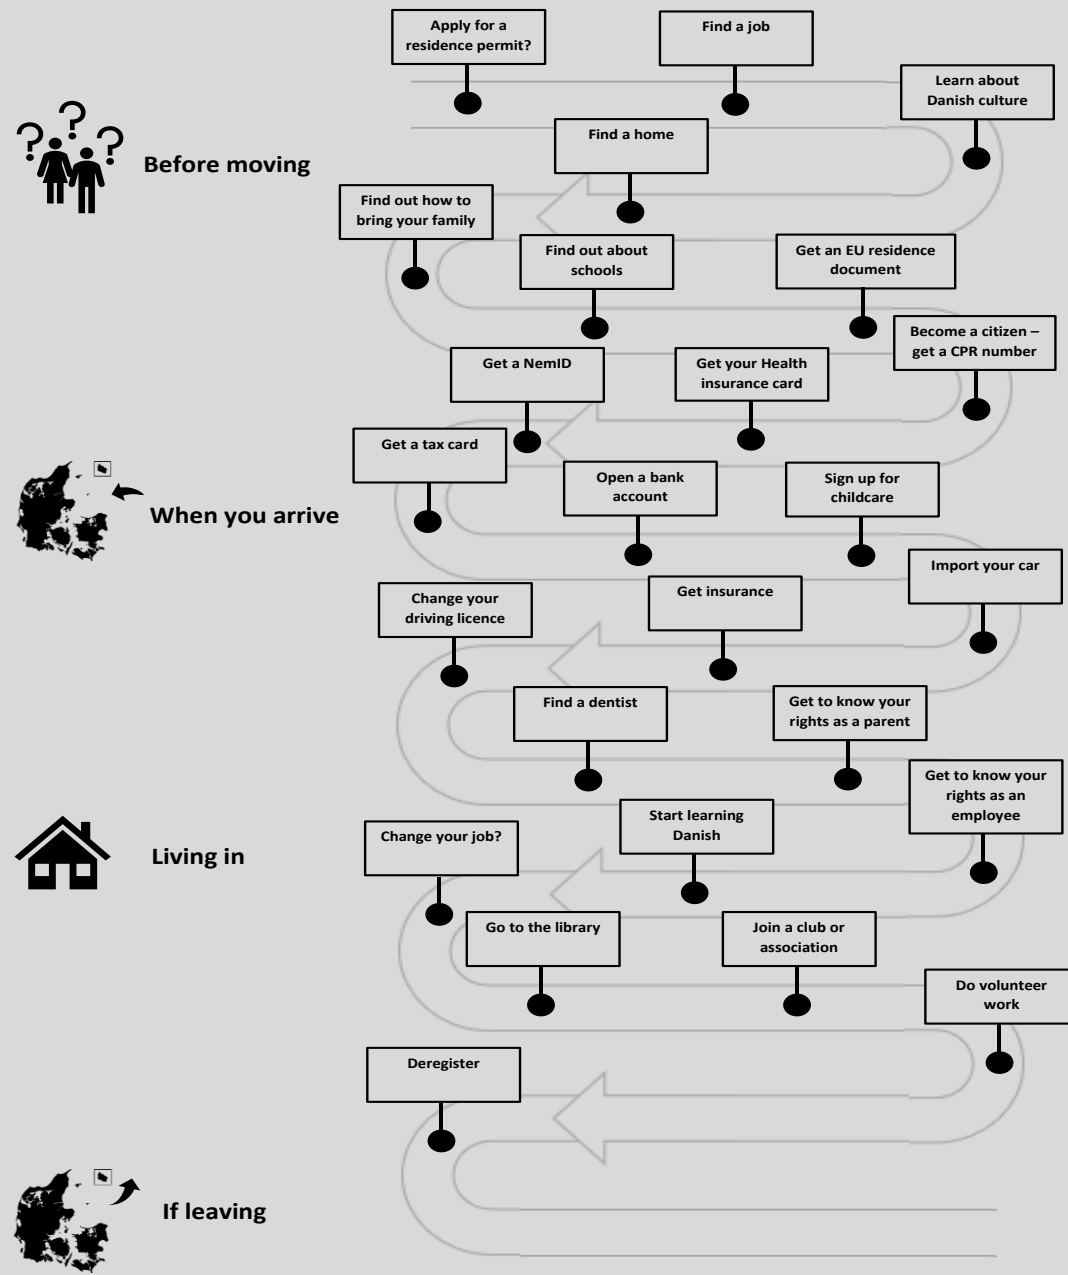 Apply for a
residence permit?
Find a job
Learn about
Danish culture
?
?
?
Before moving
Find a home
Find out how to
bring your family
Find out about
schools
Get an EU residence
document
Become a citizen –
get a CPR number
Get your Health
insurance card
Get a NemID
When you arrive
Get a tax card
Open a bank
account
Sign up for
childcare
Import your car
Get insurance
Change your
driving licence
Find a dentist
Get to know your
rights as a parent
Get to know your
rights as an
employee
Living in
Start learning
Danish
Change your job?
Go to the library
Join a club or
association
Do volunteer
work
Deregister
If leaving